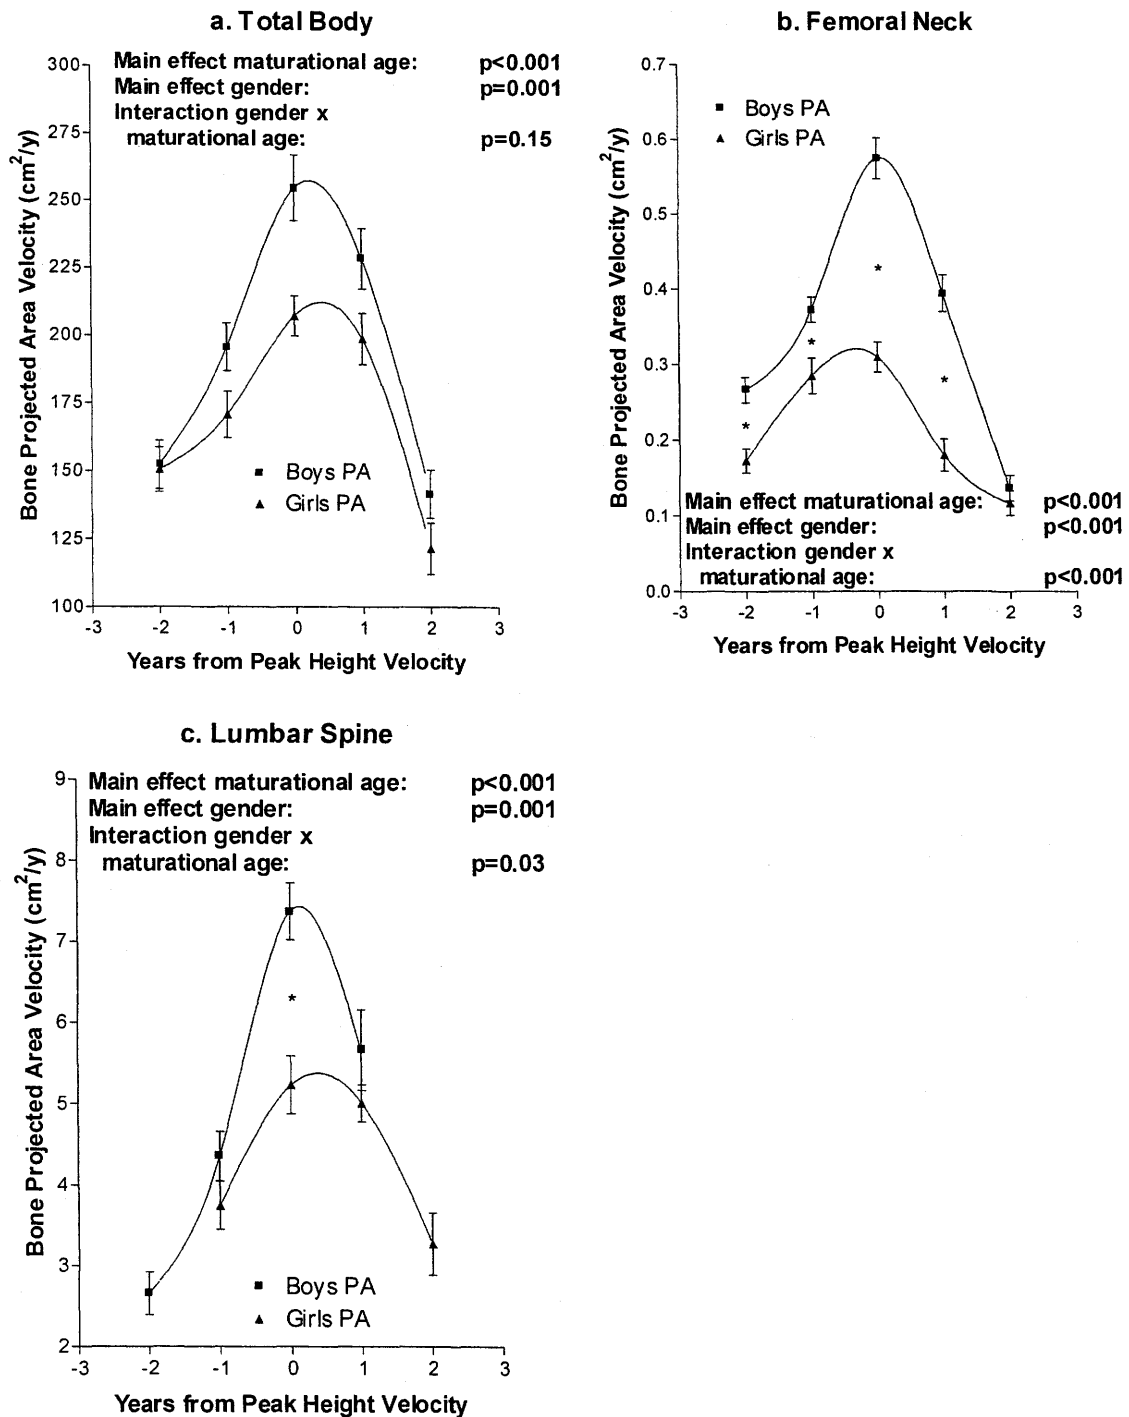 a. Total Body
Main effect maturational age: p<0.001
Main effect gender: p=0.001
Interaction gender x
maturational age: p=0.15
Bone Projected Area Velocity (cm²/y)
300
275
250
225
200
175
150
125
100
Boys PA
Girls PA
-3 -2 -1 0 1 2 3
Years from Peak Height Velocity
b. Femoral Neck
Bone Projected Area Velocity (cm²/y)
0.7
0.6
0.5
0.4
0.3
0.2
0.1
0.0
Boys PA
Girls PA
*
*
*
*
Main effect maturational age: p<0.001
Main effect gender: p<0.001
Interaction gender x
maturational age: p<0.001
-3 -2 -1 0 1 2 3
Years from Peak Height Velocity
c. Lumbar Spine
Main effect maturational age: p<0.001
Main effect gender: p=0.001
Interaction gender x
maturational age: p=0.03
Bone Projected Area Velocity (cm²/y)
9
8
7
6
5
4
3
2
*
Boys PA
Girls PA
-3 -2 -1 0 1 2 3
Years from Peak Height Velocity